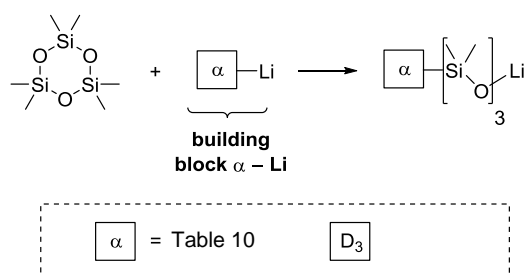 Si
O O
Si Si
O
+
α Li
α Si
O
Li
3
building
block α – Li
α = Table 10 D3